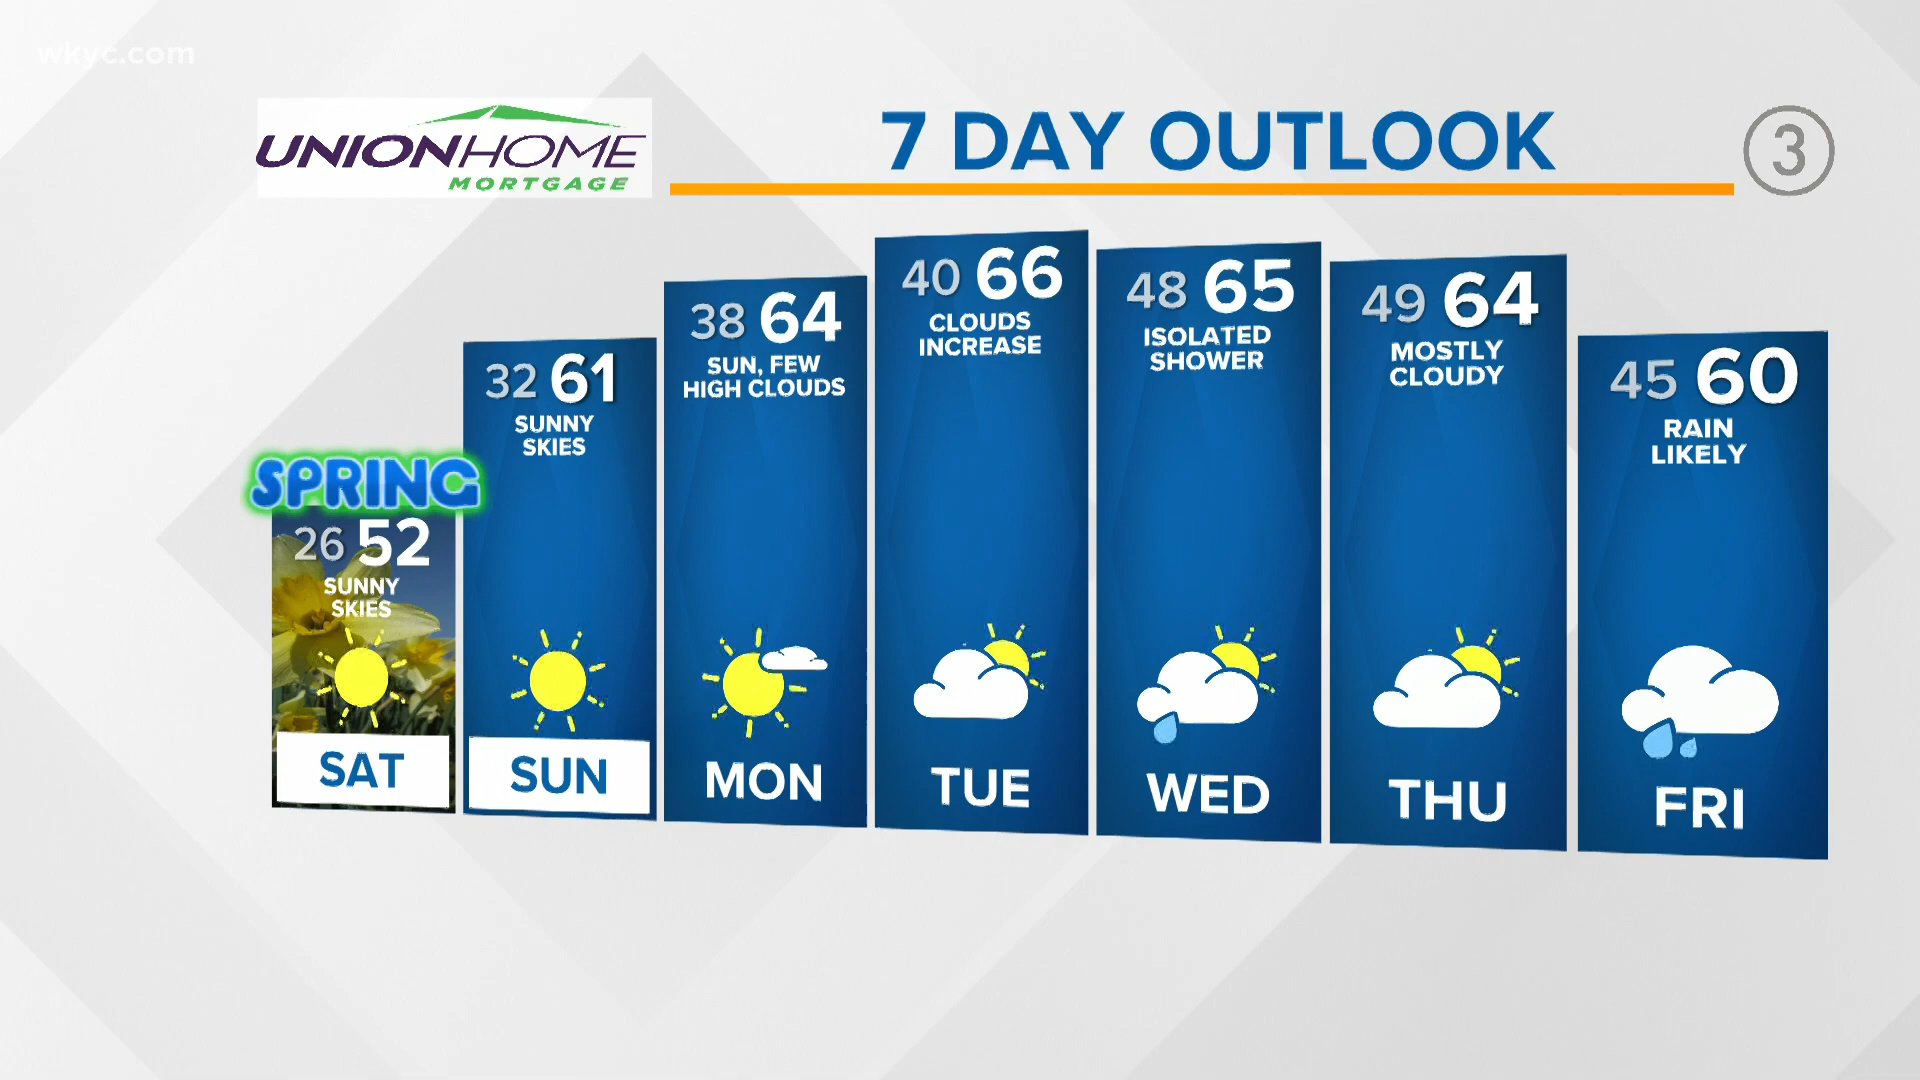 wkyc.com
UNIONHOME
MORTGAGE
7 DAY OUTLOOK
3
SPRING
26 52
SUNNY
SKIES
SAT
32 61
SUNNY
SKIES
SUN
38 64
SUN, FEW
HIGH CLOUDS
MON
40 66
CLOUDS
INCREASE
TUE
48 65
ISOLATED
SHOWER
WED
49 64
MOSTLY
CLOUDY
THU
45 60
RAIN
LIKELY
FRI